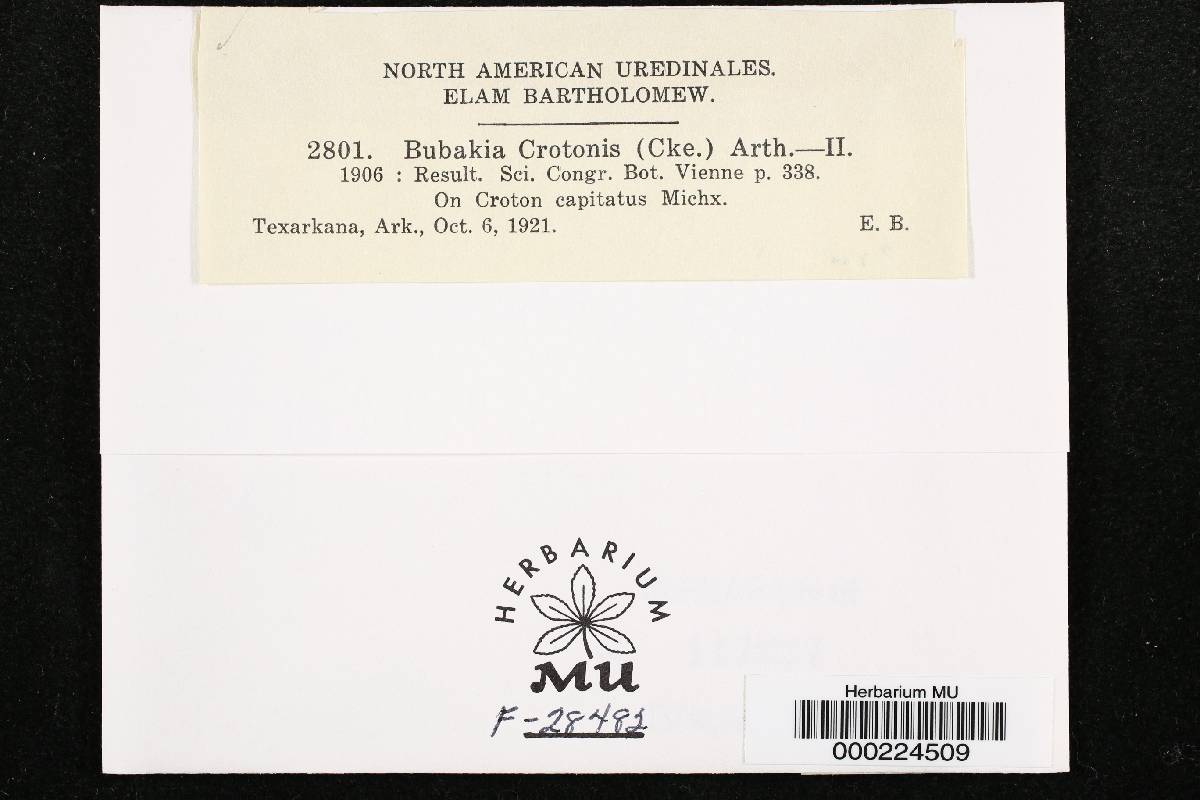 NORTH AMERICAN UREDINALES.
ELAM BARTHOLOMEW.
2801. Bubakia Crotonis (Cke.) Arth.—II.
1906 : Result. Sci. Congr. Bot. Vienne p. 338.
On Croton capitatus Michx.
Texarkana, Ark., Oct. 6, 1921. E. B.
HERBARIUM
MU
F-28482
Herbarium MU
000224509